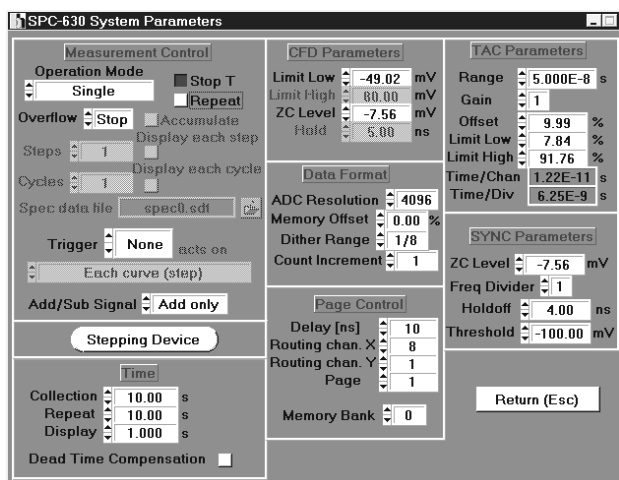 SPC-630 System Parameters
Measurement Control
Operation Mode
Single
Stop T
Repeat
Overflow Stop Accumulate
Display each step
Steps 1
Display each cycle
Cycles 1
Spec data file spec0.sdt
Trigger None acts on
Each curve (step)
Add/Sub Signal Add only
Stepping Device
Time
Collection 10.00 s
Repeat 10.00 s
Display 1.000 s
Dead Time Compensation
CFD Parameters
Limit Low -49.02 mV
Limit High 80.00 mV
ZC Level -7.56 mV
Hold 5.00 ns
Data Format
ADC Resolution 4096
Memory Offset 0.00 %
Dither Range 1/8
Count Increment 1
Page Control
Delay [ns] 10
Routing chan. X 8
Routing chan. Y 1
Page 1
Memory Bank 0
TAC Parameters
Range 5.000E-8 s
Gain 1
Offset 9.99 %
Limit Low 7.84 %
Limit High 91.76 %
Time/Chan 1.22E-11 s
Time/Div 6.25E-9 s
SYNC Parameters
ZC Level -7.56 mV
Freq Divider 1
Holdoff 4.00 ns
Threshold -100.00 mV
Return (Esc)